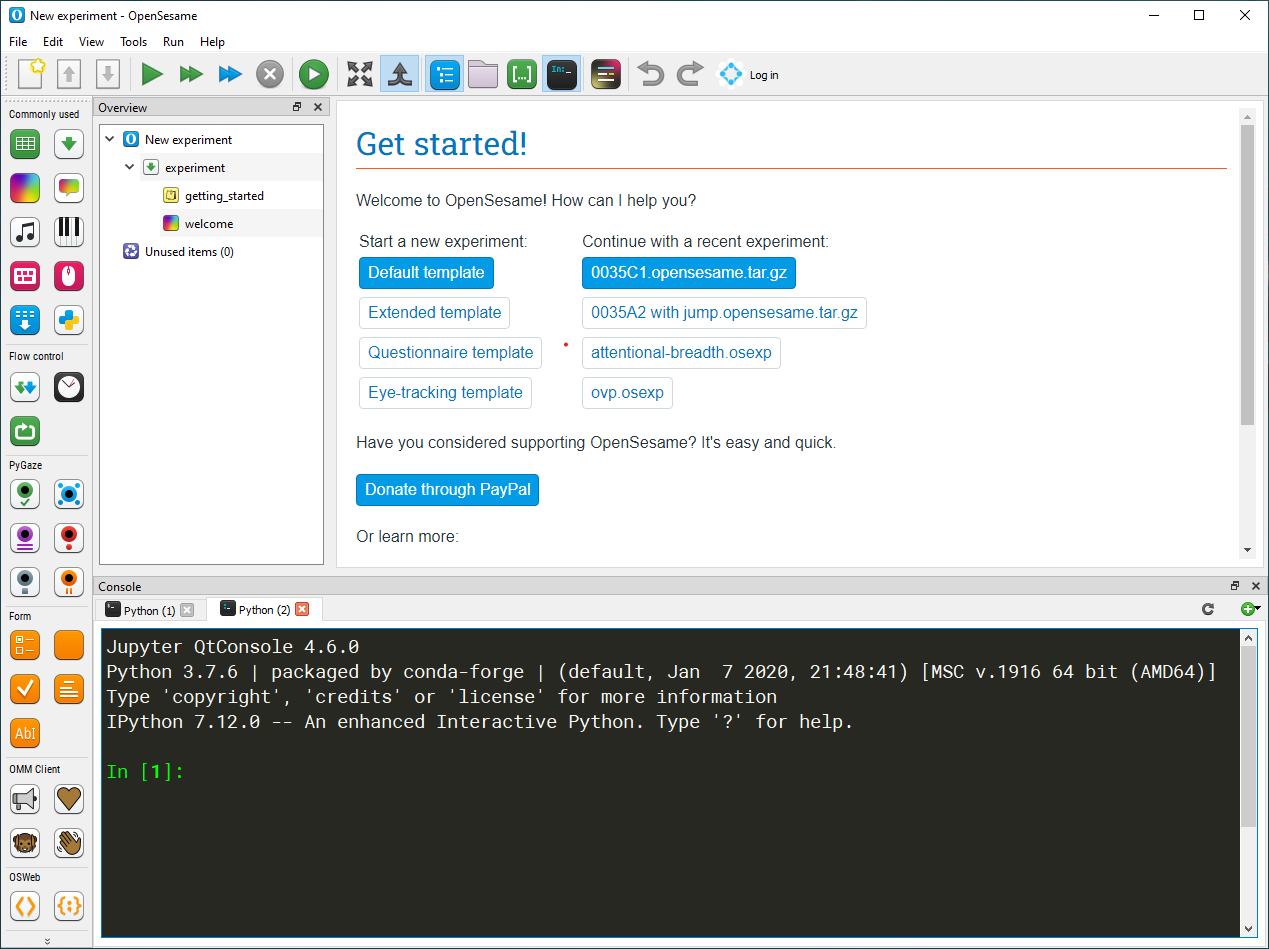 New experiment - OpenSesame
File Edit View Tools Run Help
In:_
Log in
Commonly used
Flow control
PyGaze
Form
AbI
OMM Client
OSWeb
Overview
New experiment
experiment
getting_started
welcome
Unused items (0)
Get started!
Welcome to OpenSesame! How can I help you?
Start a new experiment:
Default template
Extended template
Questionnaire template
Eye-tracking template
Continue with a recent experiment:
0035C1.opensesame.tar.gz
0035A2 with jump.opensesame.tar.gz
attentional-breadth.osexp
ovp.osexp
Have you considered supporting OpenSesame? It's easy and quick.
Donate through PayPal
Or learn more:
Console
Python (1) Python (2)
Jupyter QtConsole 4.6.0
Python 3.7.6 | packaged by conda-forge | (default, Jan  7 2020, 21:48:41) [MSC v.1916 64 bit (AMD64)]
Type 'copyright', 'credits' or 'license' for more information
IPython 7.12.0 -- An enhanced Interactive Python. Type '?' for help.
In [1]: